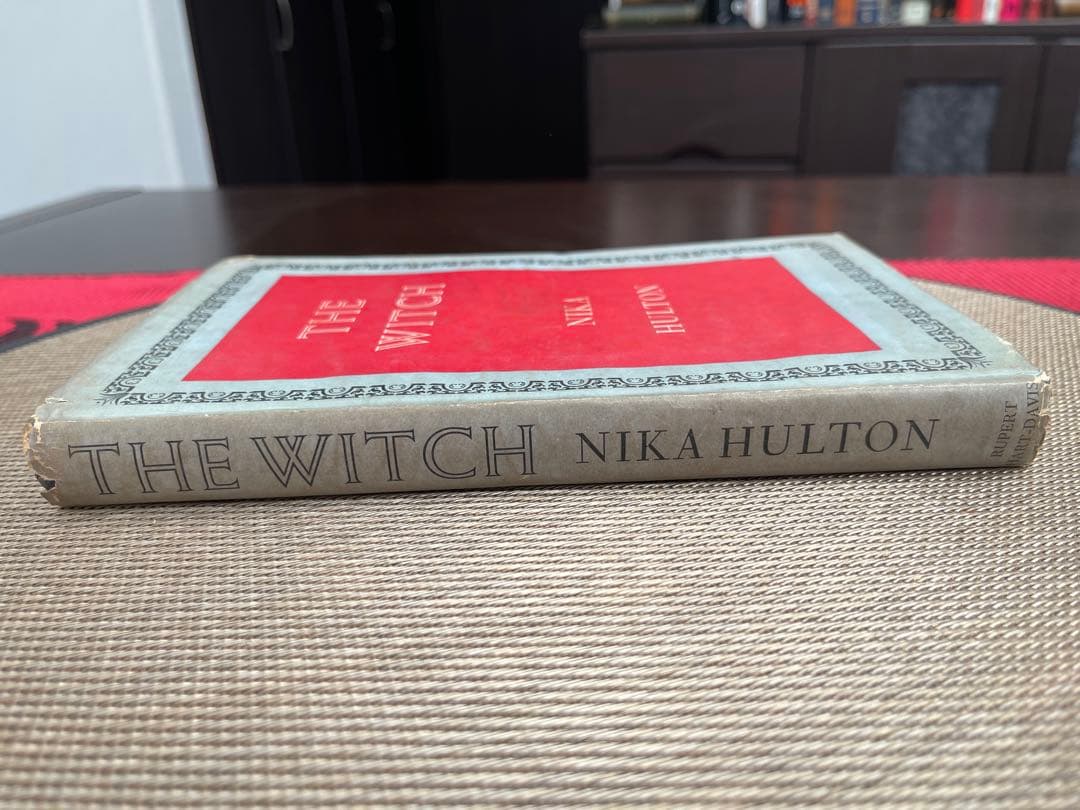 THE
WITCH
NIKA
HULTON
THE WITCH NIKA HULTON
RUPERT
HART-DAVIS